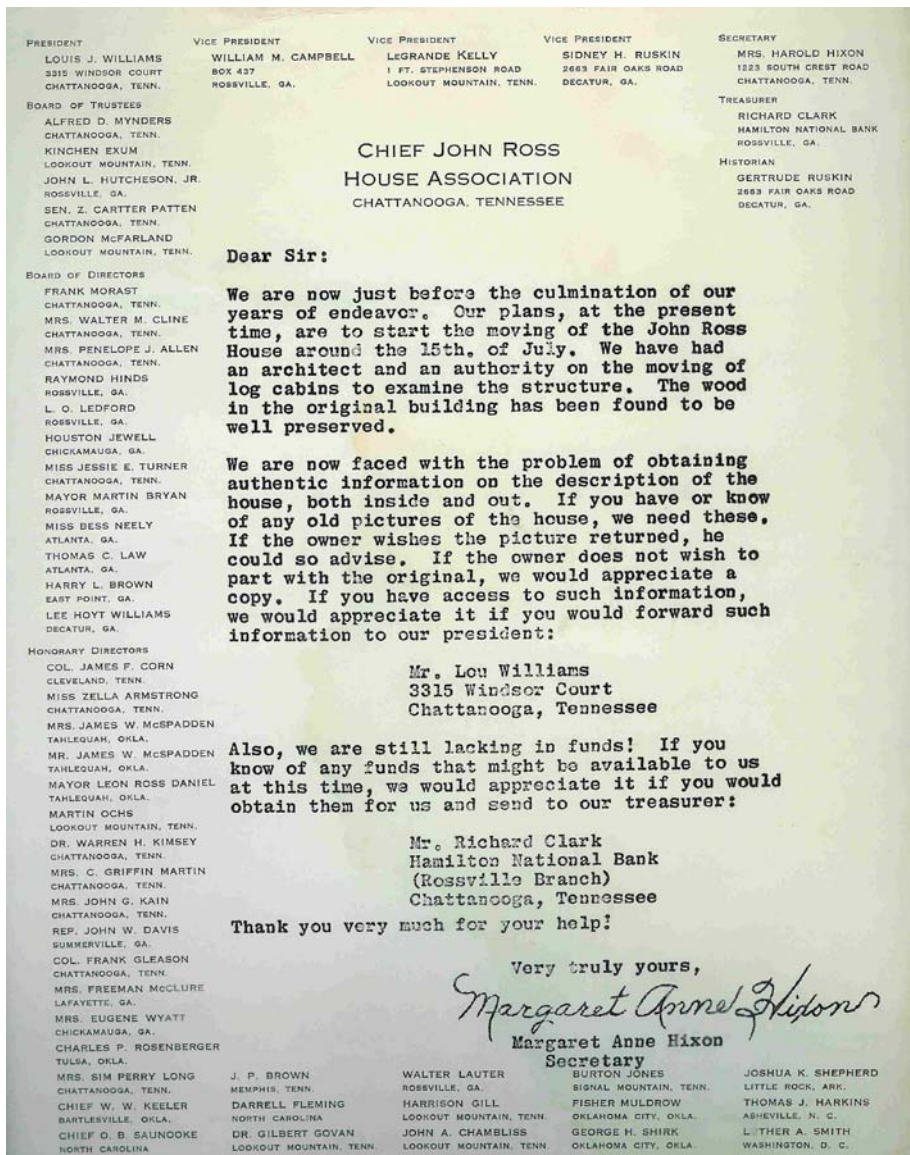 PRESIDENT
LOUIS J. WILLIAMS
3315 WINDSOR COURT
CHATTANOOGA, TENN.
VICE PRESIDENT
WILLIAM M. CAMPBELL
BOX 437
ROSSVILLE, GA.
VICE PRESIDENT
LEGRANDE KELLY
1 FT. STEPHENSON ROAD
LOOKOUT MOUNTAIN, TENN.
VICE PRESIDENT
SIDNEY H. RUSKIN
2663 FAIR OAKS ROAD
DECATUR, GA.
SECRETARY
MRS. HAROLD HIXON
1223 SOUTH CREST ROAD
CHATTANOOGA, TENN.
TREASURER
RICHARD CLARK
HAMILTON NATIONAL BANK
ROSSVILLE, GA.
HISTORIAN
GERTRUDE RUSKIN
2663 FAIR OAKS ROAD
DECATUR, GA.
BOARD OF TRUSTEES
ALFRED D. MYNDERS
CHATTANOOGA, TENN.
KINCHEN EXUM
LOOKOUT MOUNTAIN, TENN.
JOHN L. HUTCHESON, JR.
ROSSVILLE, GA.
SEN. Z. CARTTER PATTEN
CHATTANOOGA, TENN.
GORDON McFARLAND
LOOKOUT MOUNTAIN, TENN.
BOARD OF DIRECTORS
FRANK MORAST
CHATTANOOGA, TENN.
MRS. WALTER M. CLINE
CHATTANOOGA, TENN.
MRS. PENELOPE J. ALLEN
CHATTANOOGA, TENN.
RAYMOND HINDS
ROSSVILLE, GA.
L. O. LEDFORD
ROSSVILLE, GA.
HOUSTON JEWELL
CHICKAMAUGA, GA.
MISS JESSIE E. TURNER
CHATTANOOGA, TENN.
MAYOR MARTIN BRYAN
ROSSVILLE, GA.
MISS BESS NEELY
ATLANTA, GA.
THOMAS C. LAW
ATLANTA, GA.
HARRY L. BROWN
EAST POINT, GA.
LEE HOYT WILLIAMS
DECATUR, GA.
HONORARY DIRECTORS
COL. JAMES F. CORN
CLEVELAND, TENN.
MISS ZELLA ARMSTRONG
CHATTANOOGA, TENN.
MRS. JAMES W. McSPADDEN
TAHLEQUAH, OKLA.
MR. JAMES W. McSPADDEN
TAHLEQUAH, OKLA.
MAYOR LEON ROSS DANIEL
TAHLEQUAH, OKLA.
MARTIN OCHS
LOOKOUT MOUNTAIN, TENN.
DR. WARREN H. KIMSEY
CHATTANOOGA, TENN.
MRS. C. GRIFFIN MARTIN
CHATTANOOGA, TENN.
MRS. JOHN G. KAIN
CHATTANOOGA, TENN.
REP. JOHN W. DAVIS
SUMMERVILLE, GA.
COL. FRANK GLEASON
CHATTANOOGA, TENN.
MRS. FREEMAN McCLURE
LAFAYETTE, GA.
MRS. EUGENE WYATT
CHICKAMAUGA, GA.
CHARLES P. ROSENBERGER
TULSA, OKLA.
MRS. SIM PERRY LONG
CHATTANOOGA, TENN.
CHIEF W. W. KEELER
BARTLESVILLE, OKLA.
CHIEF O. B. SAUNOOKE
NORTH CAROLINA
CHIEF JOHN ROSS
HOUSE ASSOCIATION
CHATTANOOGA, TENNESSEE
Dear Sir:
We are now just before the culmination of our
years of endeavor. Our plans, at the present
time, are to start the moving of the John Ross
House around the 15th. of July. We have had
an architect and an authority on the moving of
log cabins to examine the structure. The wood
in the original building has been found to be
well preserved.
We are now faced with the problem of obtaining
authentic information on the description of the
house, both inside and out. If you have or know
of any old pictures of the house, we need these.
If the owner wishes the picture returned, he
could so advise. If the owner does not wish to
part with the original, we would appreciate a
copy. If you have access to such information,
we would appreciate it if you would forward such
information to our president:
Mr. Lou Williams
3315 Windsor Court
Chattanooga, Tennessee
Also, we are still lacking in funds! If you
know of any funds that might be available to us
at this time, we would appreciate it if you would
obtain them for us and send to our treasurer:
Mr. Richard Clark
Hamilton National Bank
(Rossville Branch)
Chattanooga, Tennessee
Thank you very much for your help!
Very truly yours,
Margaret Anne Hixon
Margaret Anne Hixon
Secretary
J. P. BROWN
MEMPHIS, TENN.
DARRELL FLEMING
NORTH CAROLINA
DR. GILBERT GOVAN
LOOKOUT MOUNTAIN, TENN.
WALTER LAUTER
ROSSVILLE, GA.
HARRISON GILL
LOOKOUT MOUNTAIN, TENN.
JOHN A. CHAMBLISS
LOOKOUT MOUNTAIN, TENN.
BURTON JONES
SIGNAL MOUNTAIN, TENN.
FISHER MULDROW
OKLAHOMA CITY, OKLA.
GEORGE H. SHIRK
OKLAHOMA CITY, OKLA.
JOSHUA K. SHEPHERD
LITTLE ROCK, ARK.
THOMAS J. HARKINS
ASHEVILLE, N. C.
L THER A. SMITH
WASHINGTON, D. C.